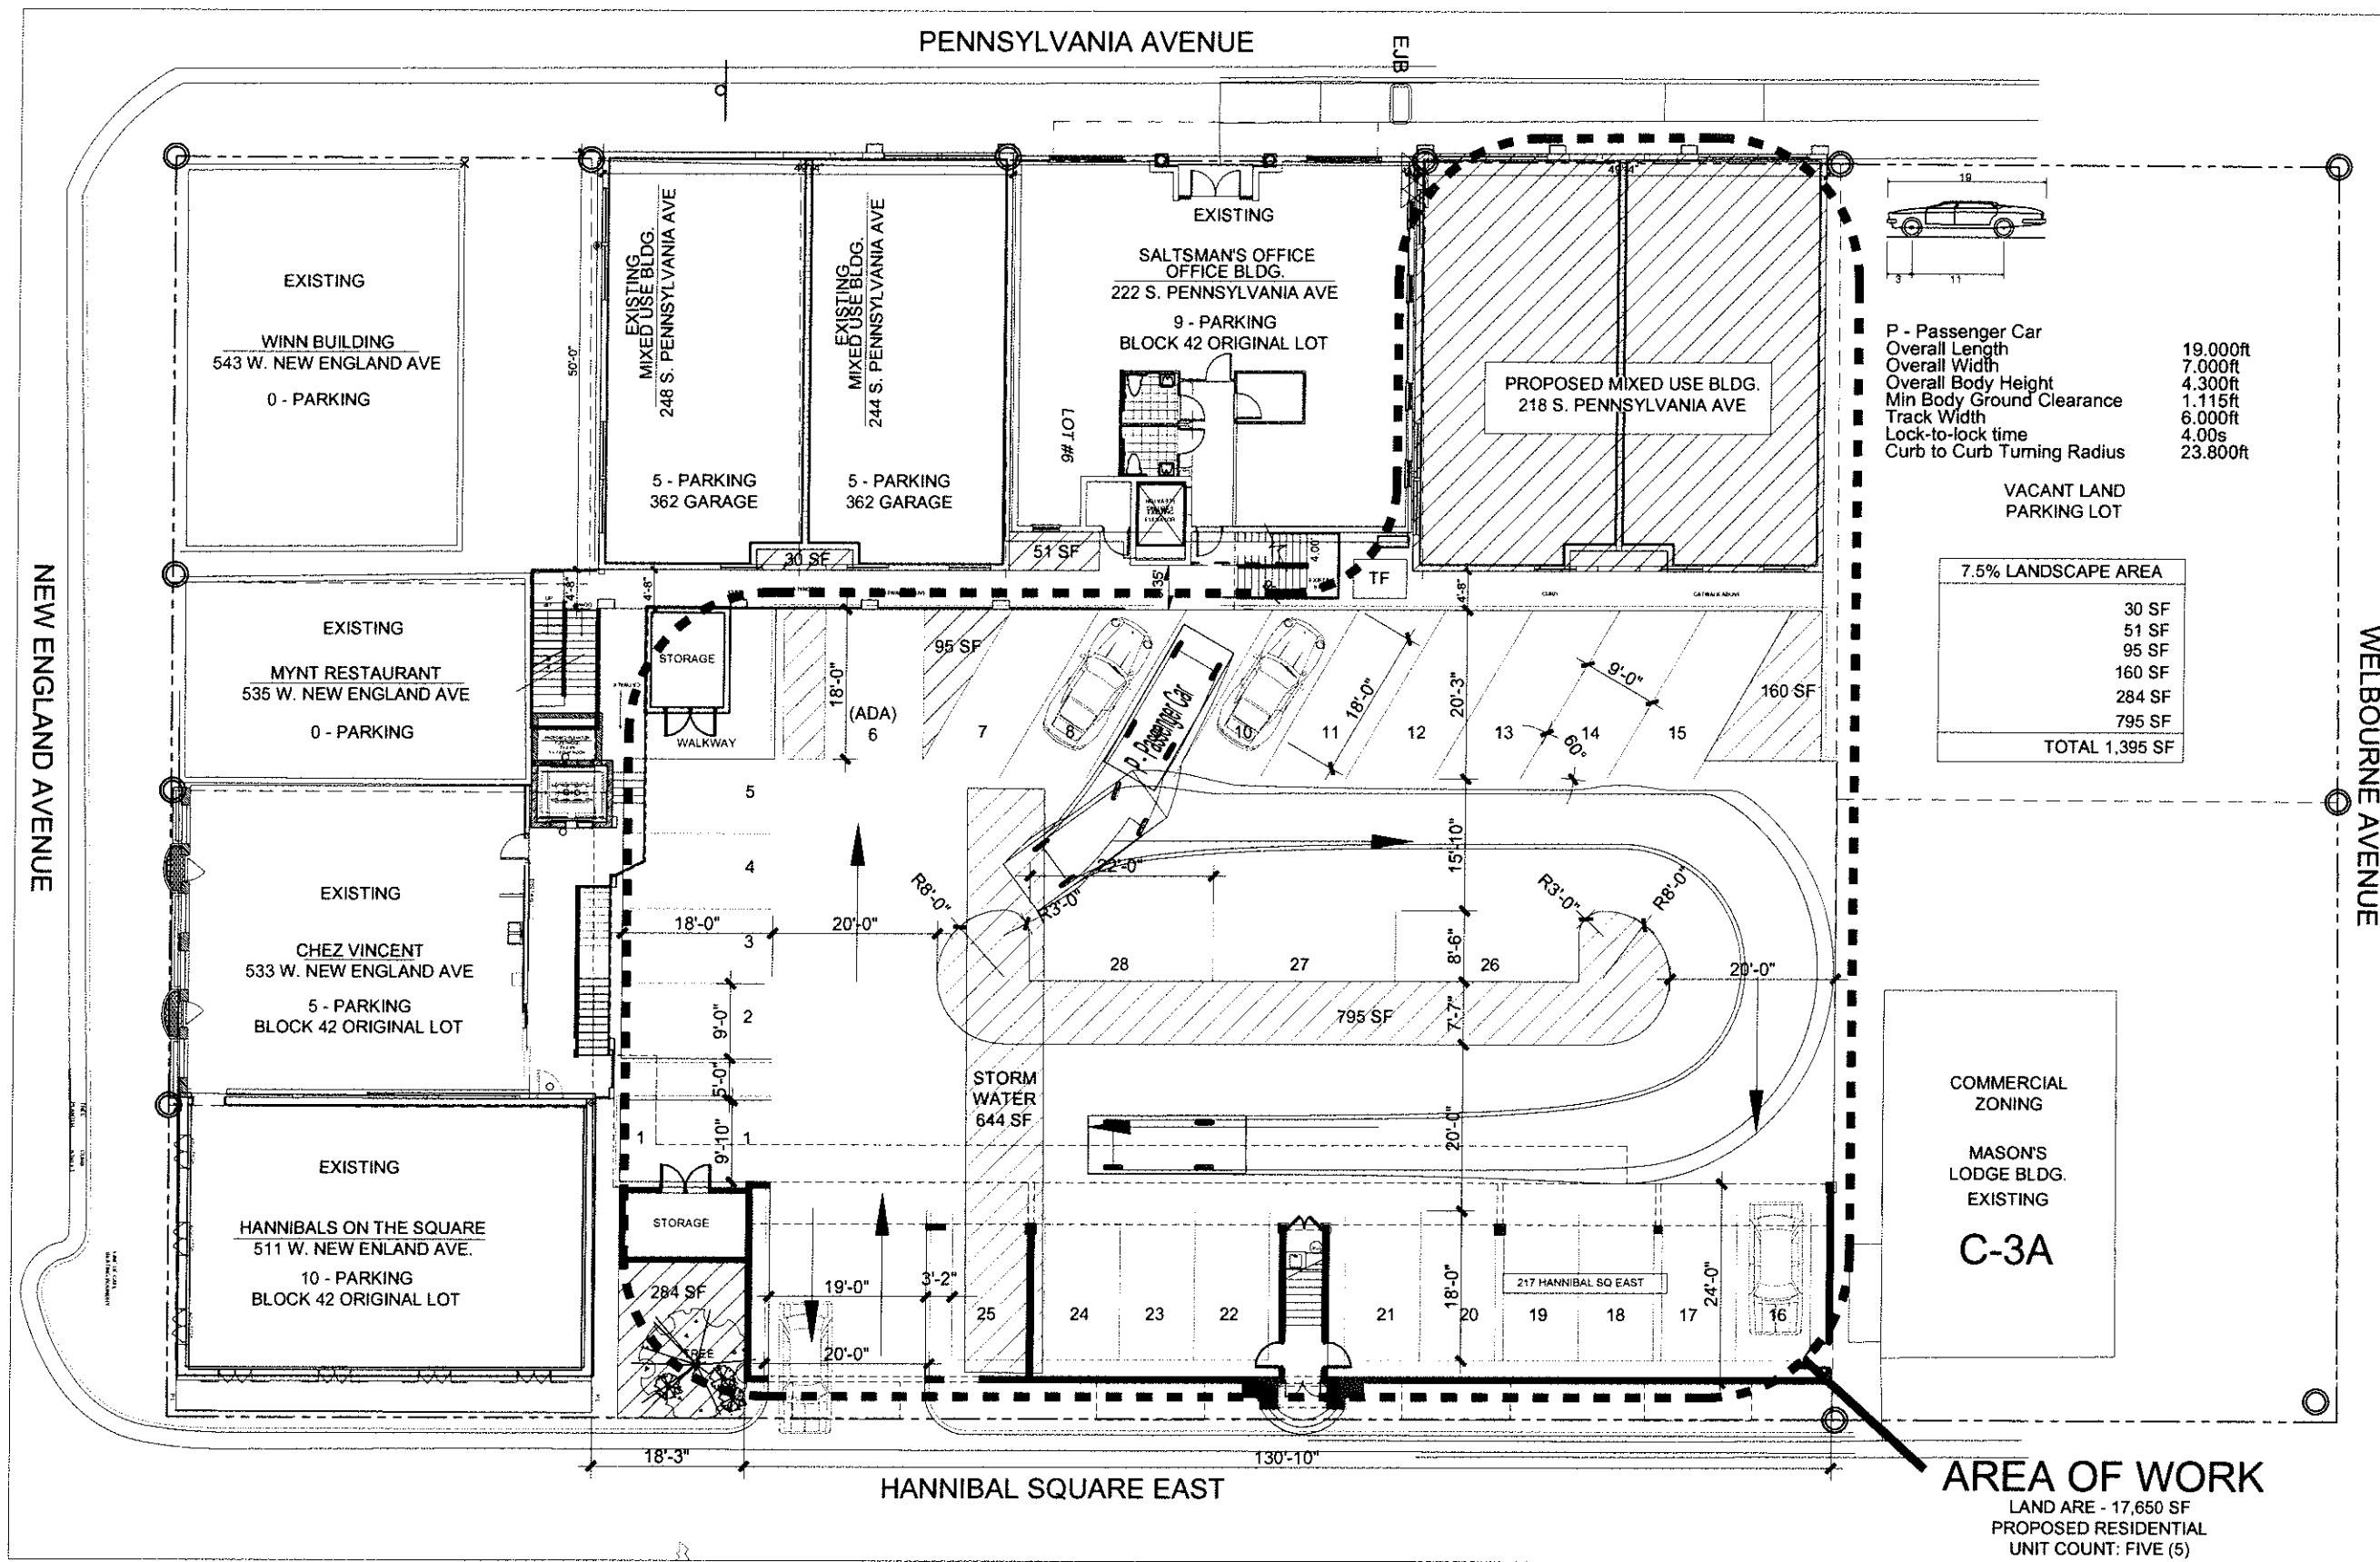 PENNSYLVANIA AVENUE
EJB
NEW ENGLAND AVENUE
WELBOURNE AVENUE
HANNIBAL SQUARE EAST
EXISTING
WINN BUILDING
543 W. NEW ENGLAND AVE
0 - PARKING
50'-0"
EXISTING
MIXED USE BLDG.
248 S. PENNSYLVANIA AVE
5 - PARKING
362 GARAGE
EXISTING
MIXED USE BLDG.
244 S. PENNSYLVANIA AVE
5 - PARKING
362 GARAGE
30 SF
EXISTING
SALTSMAN'S OFFICE
OFFICE BLDG.
222 S. PENNSYLVANIA AVE
9 - PARKING
BLOCK 42 ORIGINAL LOT
LOT #6
51 SF
4.00'
TF
PROPOSED MIXED USE BLDG.
218 S. PENNSYLVANIA AVE
19
3
11
P - Passenger Car
Overall Length 19.000ft
Overall Width 7.000ft
Overall Body Height 4.300ft
Min Body Ground Clearance 1.115ft
Track Width 6.000ft
Lock-to-lock time 4.00s
Curb to Curb Turning Radius 23.800ft
VACANT LAND
PARKING LOT
7.5% LANDSCAPE AREA
30 SF
51 SF
95 SF
160 SF
284 SF
795 SF
TOTAL 1,395 SF
EXISTING
MYNT RESTAURANT
535 W. NEW ENGLAND AVE
0 - PARKING
UP
4'-8"
4'-8"
4'-8"
CATWALK ABOVE
STORAGE
WALKWAY
18'-0"
(ADA)
6
95 SF
7
8
P - Passenger Car
10
11
18'-0"
12
20'-3"
13
60°
14
9'-0"
15
160 SF
5
4
3
2
1
1
EXISTING
CHEZ VINCENT
533 W. NEW ENGLAND AVE
5 - PARKING
BLOCK 42 ORIGINAL LOT
18'-0"
20'-0"
R8'-0"
R3'-0"
22'-0"
15'-10"
R3'-0"
R8'-0"
28
27
8'-6"
26
20'-0"
9'-0"
5'-0"
9'-10"
795 SF
7'-7"
STORM
WATER
644 SF
20'-0"
EXISTING
HANNIBALS ON THE SQUARE
511 W. NEW ENLAND AVE.
10 - PARKING
BLOCK 42 ORIGINAL LOT
STORAGE
284 SF
TREE
19'-0"
3'-2"
20'-0"
25
24
23
22
21
18'-0"
20
217 HANNIBAL SQ EAST
19
18
17
24'-0"
16
18'-3"
130'-10"
COMMERCIAL
ZONING
MASON'S
LODGE BLDG.
EXISTING
C-3A
AREA OF WORK
LAND ARE - 17,650 SF
PROPOSED RESIDENTIAL
UNIT COUNT: FIVE (5)